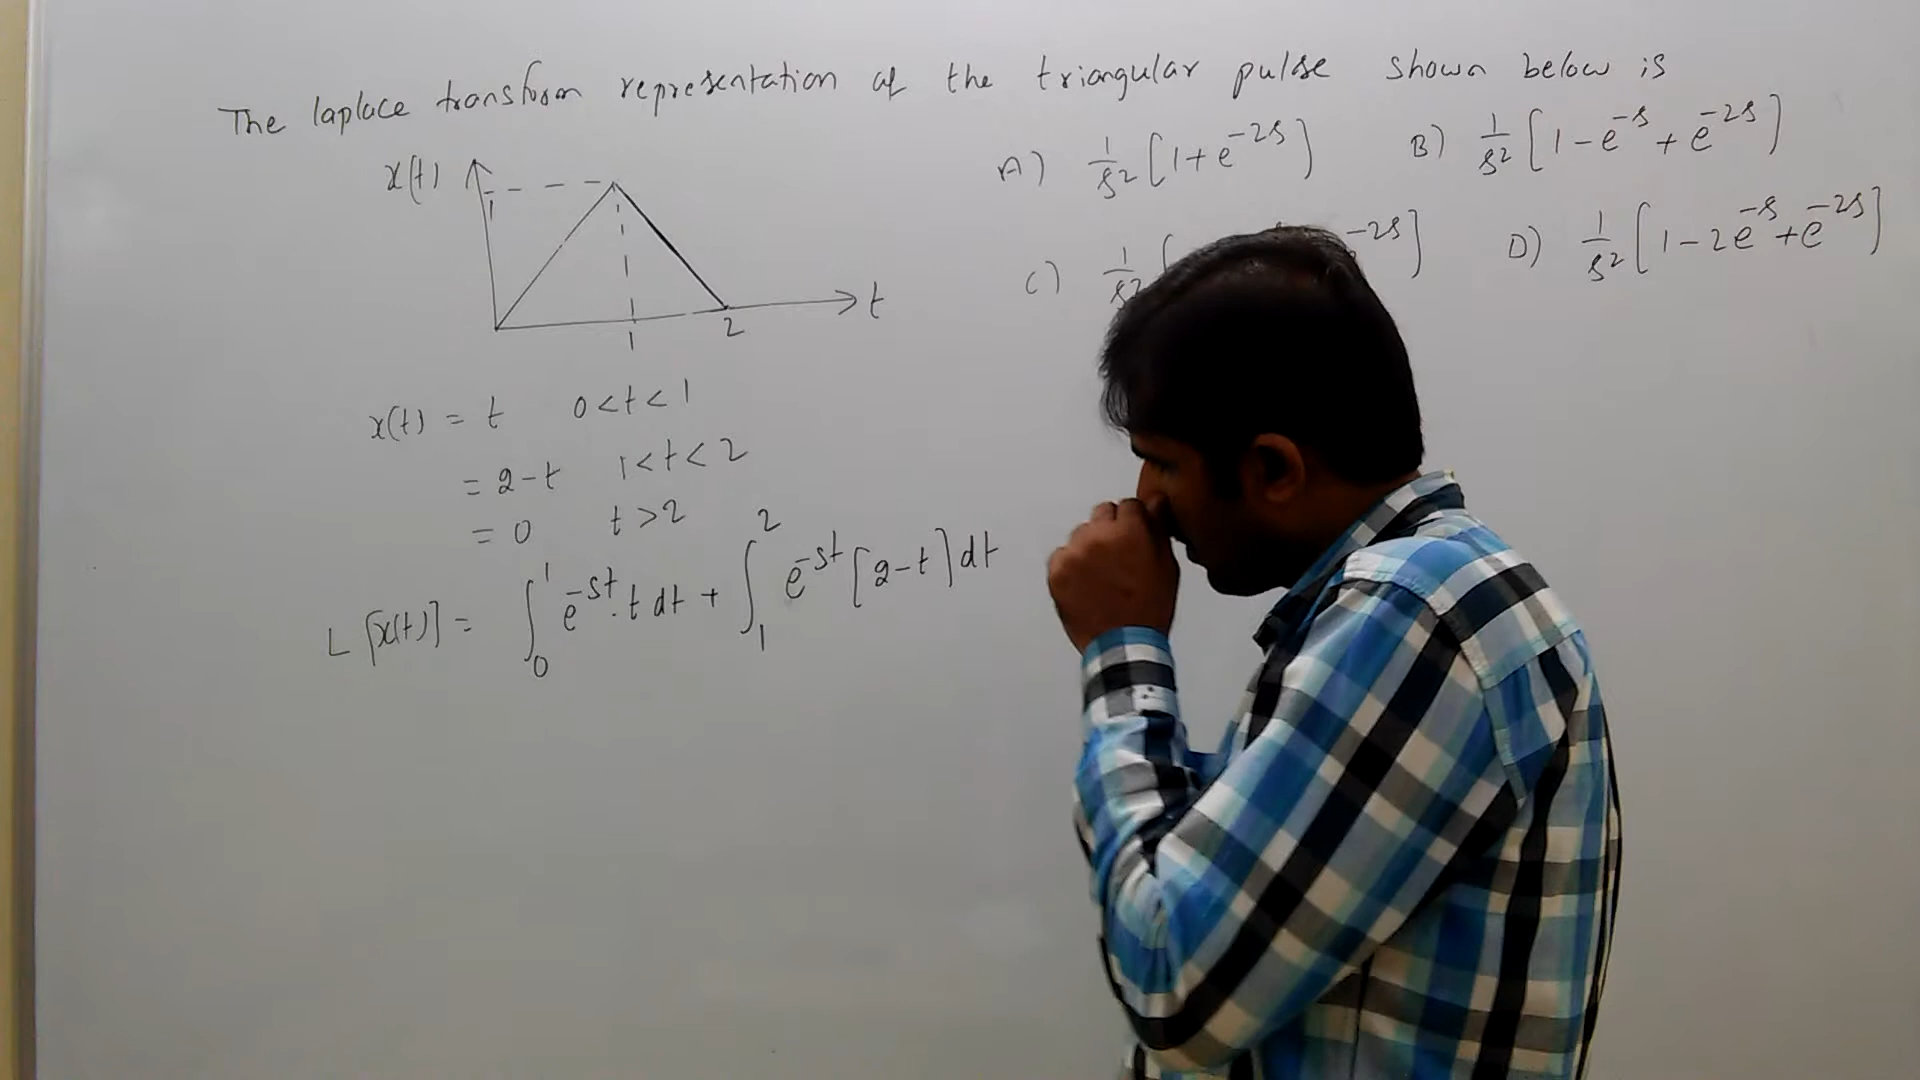 The laplace transform representation of the triangular pulse shown below is
x(t)
1
1
2
t
A) 1/s² [1+e^{-2s}]
B) 1/s² [1-e^{-s}+e^{-2s}]
C) 1/s² [ e^{-2s}]
D) 1/s² [1-2e^{-s}+e^{-2s}]
x(t) = t 0<t<1
= 2-t 1<t<2
= 0 t>2
L[x(t)] = ∫₀¹ e^{-st}.t dt + ∫₁² e^{-st}[2-t]dt